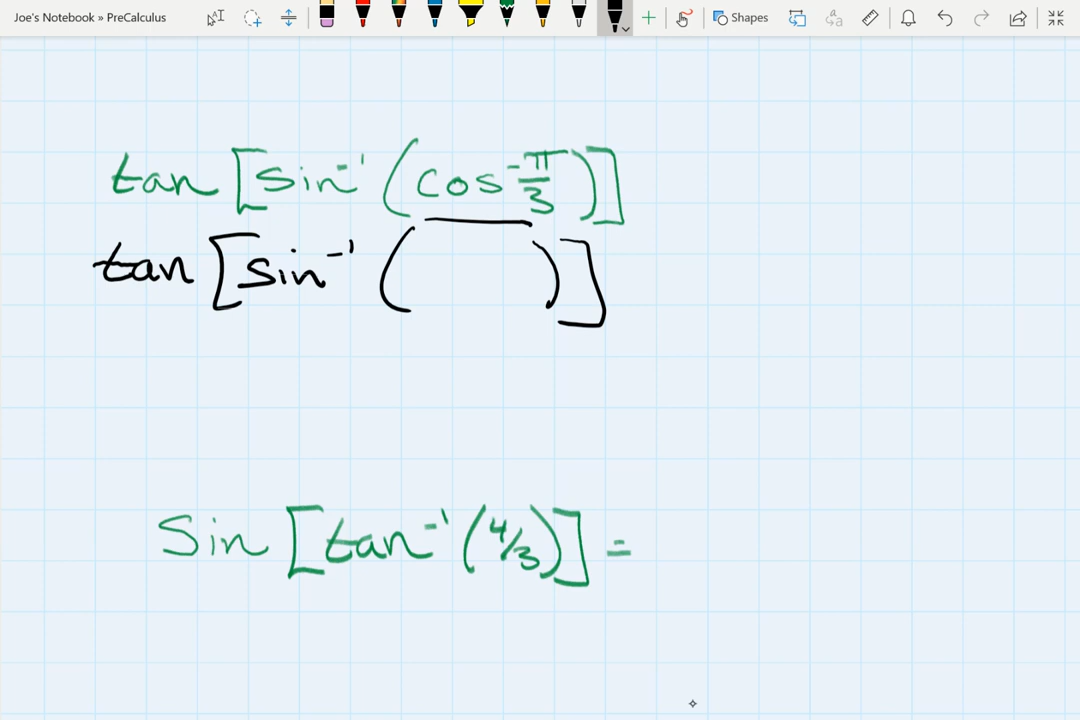 Joe's Notebook » PreCalculus
Shapes
tan [sin⁻¹ (cos -π/3)]
tan [sin⁻¹ ( )]
Sin [tan⁻¹ (4/3)] =